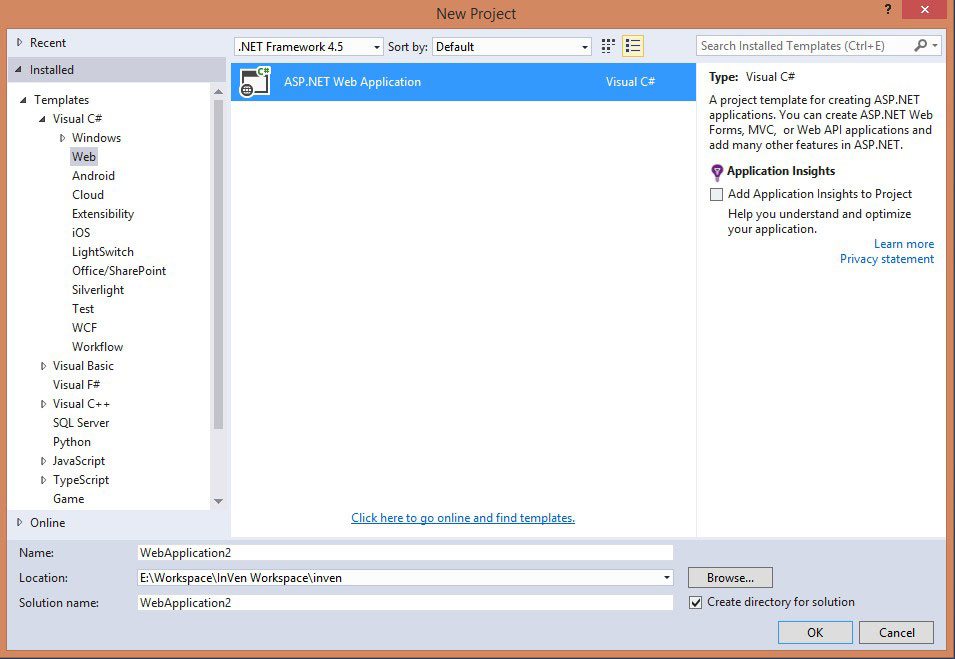 New Project
?
Recent
.NET Framework 4.5
Sort by:
Default
Search Installed Templates (Ctrl+E)
Installed
Templates
Visual C#
Windows
Web
Android
Cloud
Extensibility
iOS
LightSwitch
Office/SharePoint
Silverlight
Test
WCF
Workflow
Visual Basic
Visual F#
Visual C++
SQL Server
Python
JavaScript
TypeScript
Game
Online
C#
ASP.NET Web Application
Visual C#
Click here to go online and find templates.
Type: Visual C#
A project template for creating ASP.NET
applications. You can create ASP.NET Web
Forms, MVC, or Web API applications and
add many other features in ASP.NET.
Application Insights
Add Application Insights to Project
Help you understand and optimize
your application.
Learn more
Privacy statement
Name:
WebApplication2
Location:
E:\Workspace\InVen Workspace\inven
Browse...
Solution name:
WebApplication2
Create directory for solution
OK
Cancel